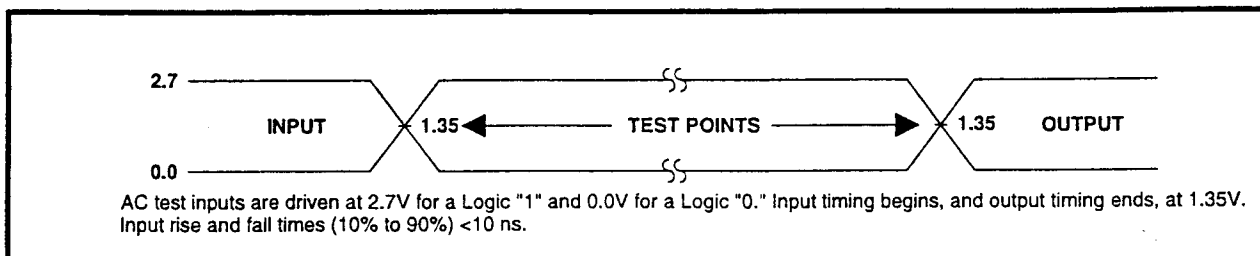 2.7
INPUT 1.35 TEST POINTS 1.35 OUTPUT
0.0
AC test inputs are driven at 2.7V for a Logic "1" and 0.0V for a Logic "0." Input timing begins, and output timing ends, at 1.35V.
Input rise and fall times (10% to 90%) <10 ns.